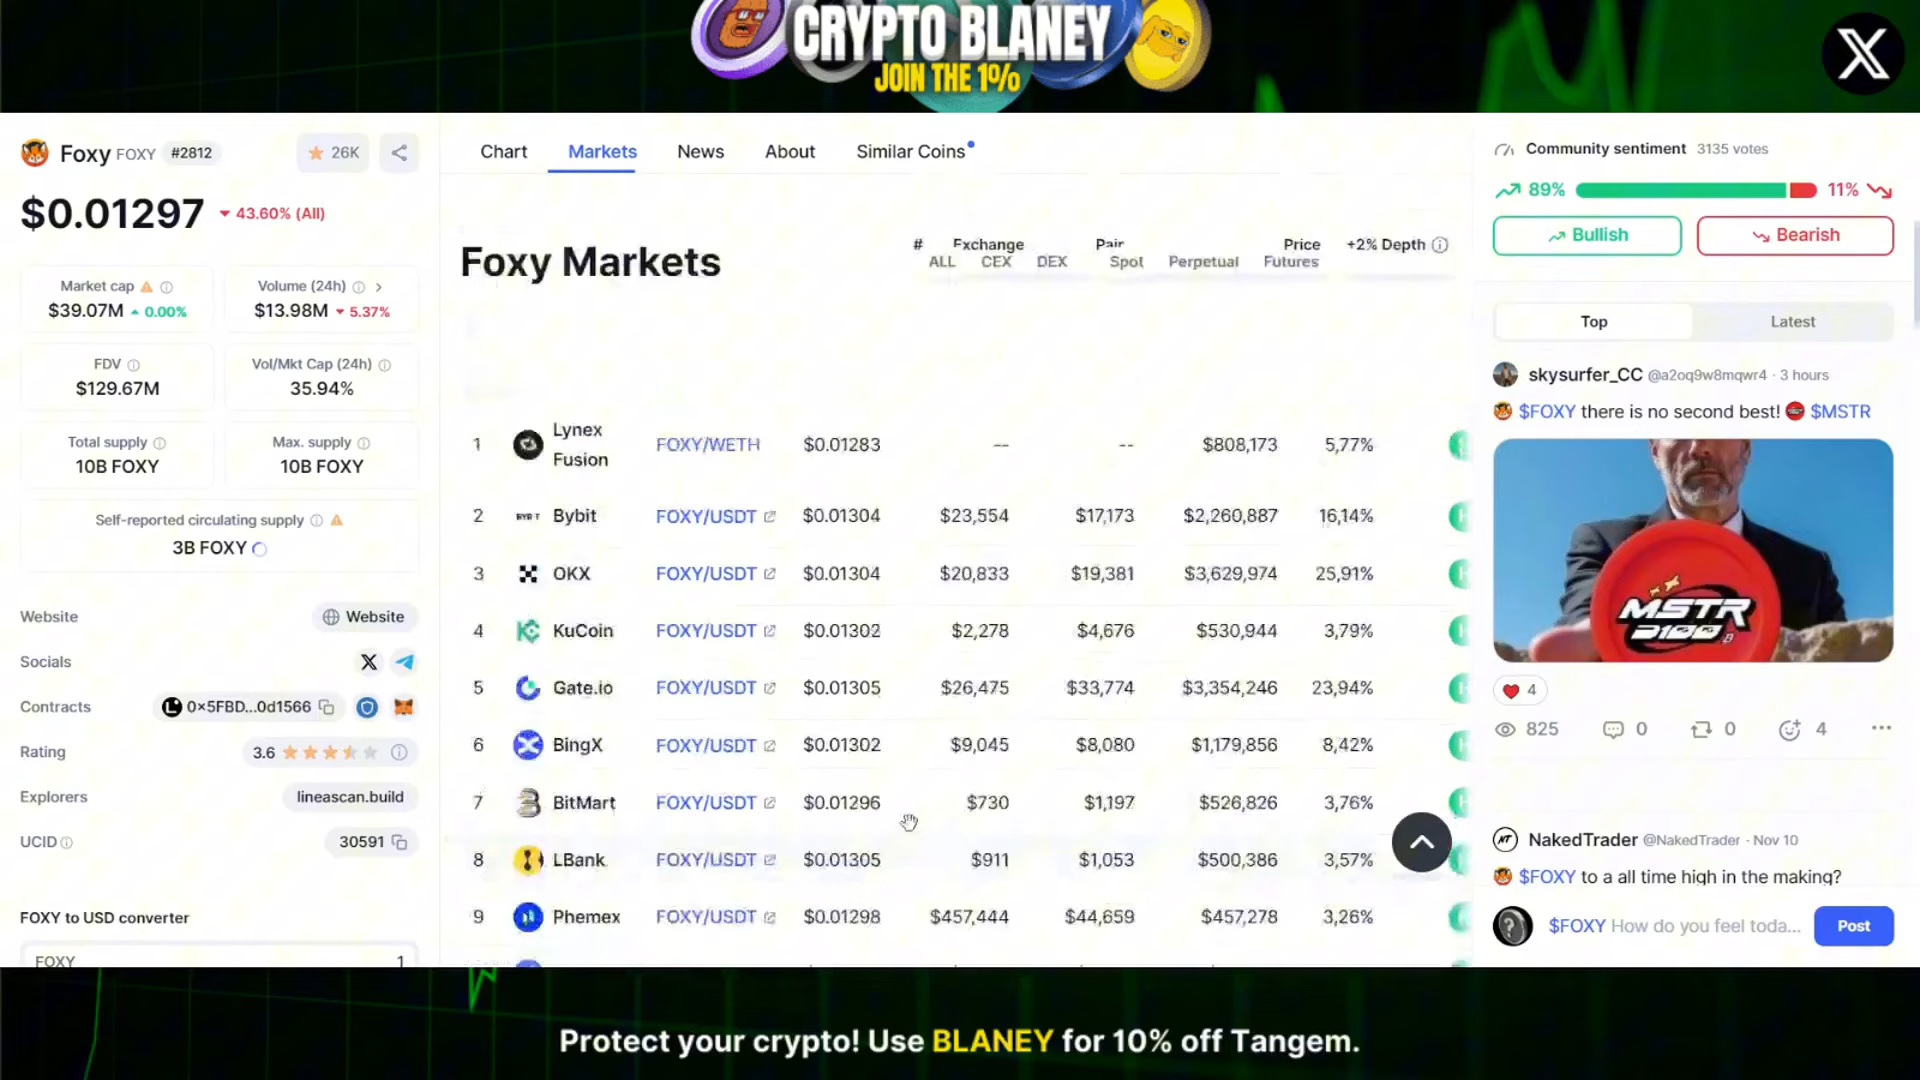 CRYPTO BLANEY
JOIN THE 1%
Foxy FOXY #2812
26K
$0.01297
43.60% (All)
Market cap
$39.07M 0.00%
Volume (24h)
$13.98M 5.37%
FDV
$129.67M
Vol/Mkt Cap (24h)
35.94%
Total supply
10B FOXY
Max. supply
10B FOXY
Self-reported circulating supply
3B FOXY
Website Website
Socials
Contracts 0×5FBD...0d1566
Rating 3.6
Explorers lineascan.build
UCID 30591
FOXY to USD converter
FOXY 1
Chart Markets News About Similar Coins
Foxy Markets
# Exchange Pair Price +2% Depth
ALL CEX DEX Spot Perpetual Futures
1 Lynex Fusion FOXY/WETH $0.01283 -- -- $808,173 5,77%
2 Bybit FOXY/USDT $0.01304 $23,554 $17,173 $2,260,887 16,14%
3 OKX FOXY/USDT $0.01304 $20,833 $19,381 $3,629,974 25,91%
4 KuCoin FOXY/USDT $0.01302 $2,278 $4,676 $530,944 3,79%
5 Gate.io FOXY/USDT $0.01305 $26,475 $33,774 $3,354,246 23,94%
6 BingX FOXY/USDT $0.01302 $9,045 $8,080 $1,179,856 8,42%
7 BitMart FOXY/USDT $0.01296 $730 $1,197 $526,826 3,76%
8 LBank FOXY/USDT $0.01305 $911 $1,053 $500,386 3,57%
9 Phemex FOXY/USDT $0.01298 $457,444 $44,659 $457,278 3,26%
Community sentiment 3135 votes
89% 11%
Bullish Bearish
Top Latest
skysurfer_CC @a2oq9w8mqwr4 · 3 hours
$FOXY there is no second best! $MSTR
MSTR
4
825 0 0 4 ...
NakedTrader @NakedTrader · Nov 10
$FOXY to a all time high in the making?
$FOXY How do you feel toda... Post
Protect your crypto! Use BLANEY for 10% off Tangem.